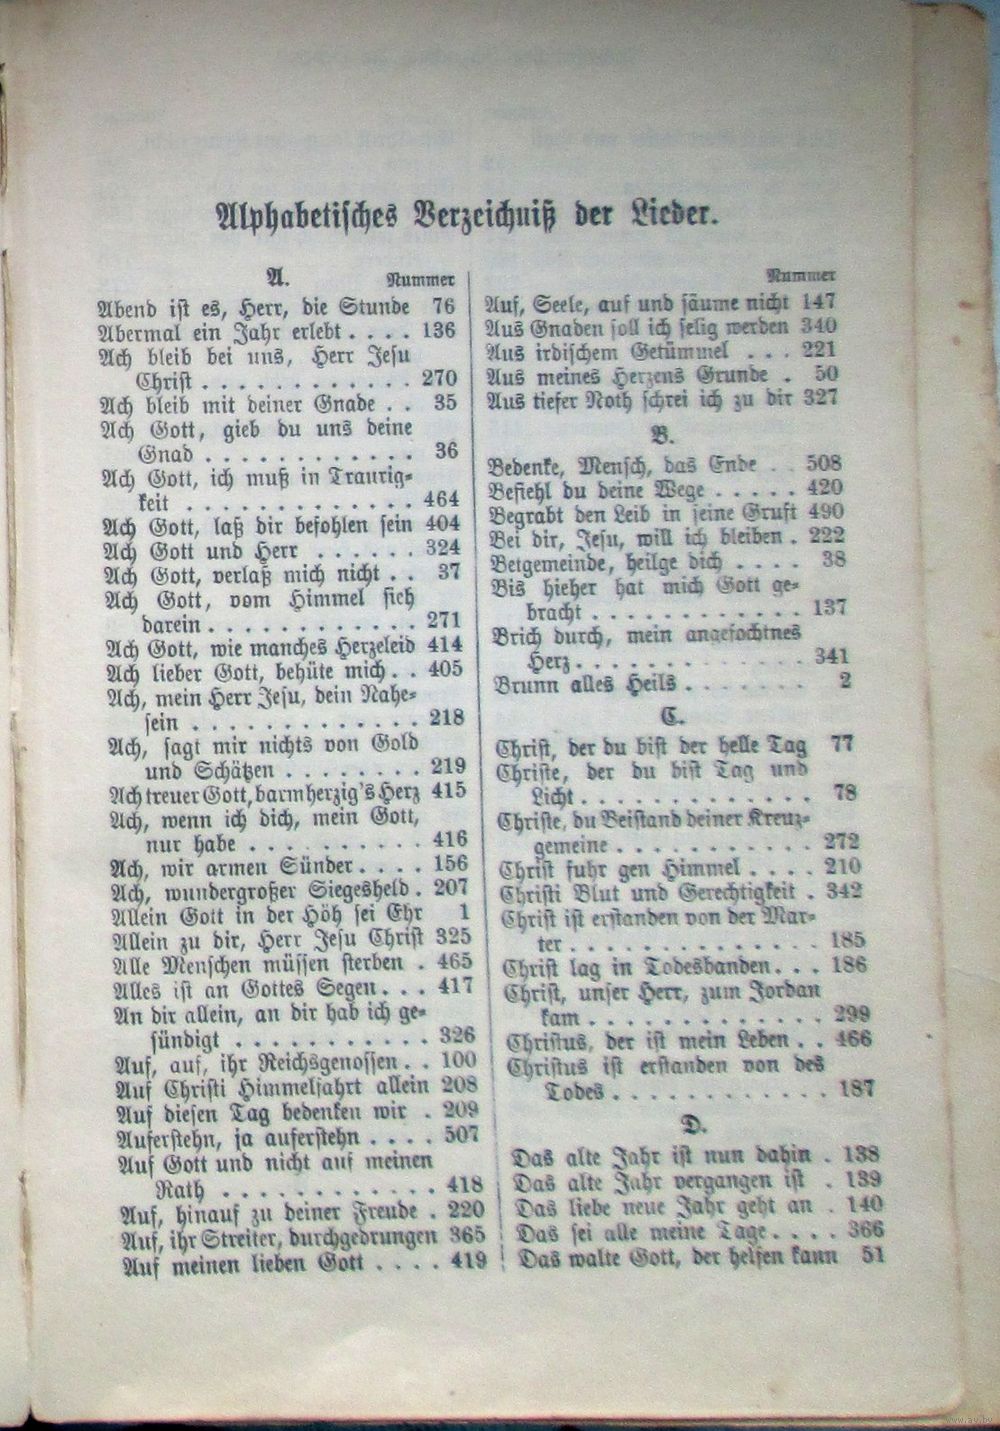 Alphabetisches Verzeichniß der Lieder.
A. Nummer
Abend ist es, Herr, die Stunde 76
Abermal ein Jahr erlebt . . . . 136
Ach bleib bei uns, Herr Jesu
Christ . . . . . . . . . . . . 270
Ach bleib mit deiner Gnade . . 35
Ach Gott, gieb du uns deine
Gnad . . . . . . . . . . . . 36
Ach Gott, ich muß in Traurig-
keit . . . . . . . . . . . . . 464
Ach Gott, laß dir befohlen sein 404
Ach Gott und Herr . . . . . . 324
Ach Gott, verlaß mich nicht . . 37
Ach Gott, vom Himmel sieh
darein . . . . . . . . . . . . 271
Ach Gott, wie manches Herzeleid 414
Ach lieber Gott, behüte mich . . 405
Ach, mein Herr Jesu, dein Nahe-
sein . . . . . . . . . . . . . 218
Ach, sagt mir nichts von Gold
und Schätzen . . . . . . . . 219
Ach treuer Gott, barmherzig's Herz 415
Ach, wenn ich dich, mein Gott,
nur habe . . . . . . . . . . 416
Ach, wir armen Sünder . . . . 156
Ach, wundergroßer Siegesheld . 207
Allein Gott in der Höh sei Ehr 1
Allein zu dir, Herr Jesu Christ 325
Alle Menschen müssen sterben . 465
Alles ist an Gottes Segen . . . 417
An dir allein, an dir hab ich ge-
sündigt . . . . . . . . . . . 326
Auf, auf, ihr Reichsgenossen . . 100
Auf Christi Himmelfahrt allein 208
Auf diesen Tag bedenken wir . 209
Auferstehn, ja auferstehn . . . . 507
Auf Gott und nicht auf meinen
Rath . . . . . . . . . . . . 418
Auf, hinauf zu deiner Freude . 220
Auf, ihr Streiter, durchgedrungen 365
Auf meinen lieben Gott . . . . 419
Nummer
Auf, Seele, auf und säume nicht 147
Aus Gnaden soll ich selig werden 340
Aus irdischem Getümmel . . . 221
Aus meines Herzens Grunde . 50
Aus tiefer Noth schrei ich zu dir 327
B.
Bedenke, Mensch, das Ende . . 508
Befiehl du deine Wege . . . . . 420
Begrabt den Leib in seine Gruft 490
Bei dir, Jesu, will ich bleiben . 222
Betgemeinde, heilge dich . . . . 38
Bis hieher hat mich Gott ge-
bracht . . . . . . . . . . . . 137
Brich durch, mein angefochtnes
Herz . . . . . . . . . . . . . 341
Brunn alles Heils . . . . . . . 2
C.
Christ, der du bist der helle Tag 77
Christe, der du bist Tag und
Licht . . . . . . . . . . . . . 78
Christe, du Beistand deiner Kreuz-
gemeine . . . . . . . . . . . 272
Christ fuhr gen Himmel . . . . 210
Christi Blut und Gerechtigkeit . 342
Christ ist erstanden von der Mar-
ter . . . . . . . . . . . . . . 185
Christ lag in Todesbanden . . . 186
Christ, unser Herr, zum Jordan
kam . . . . . . . . . . . . . 299
Christus, der ist mein Leben . . 466
Christus ist erstanden von des
Todes . . . . . . . . . . . . 187
D.
Das alte Jahr ist nun dahin . 138
Das alte Jahr vergangen ist . 139
Das liebe neue Jahr geht an . 140
Das sei alle meine Tage . . . . 366
Das walte Gott, der helfen kann 51
www.av.by